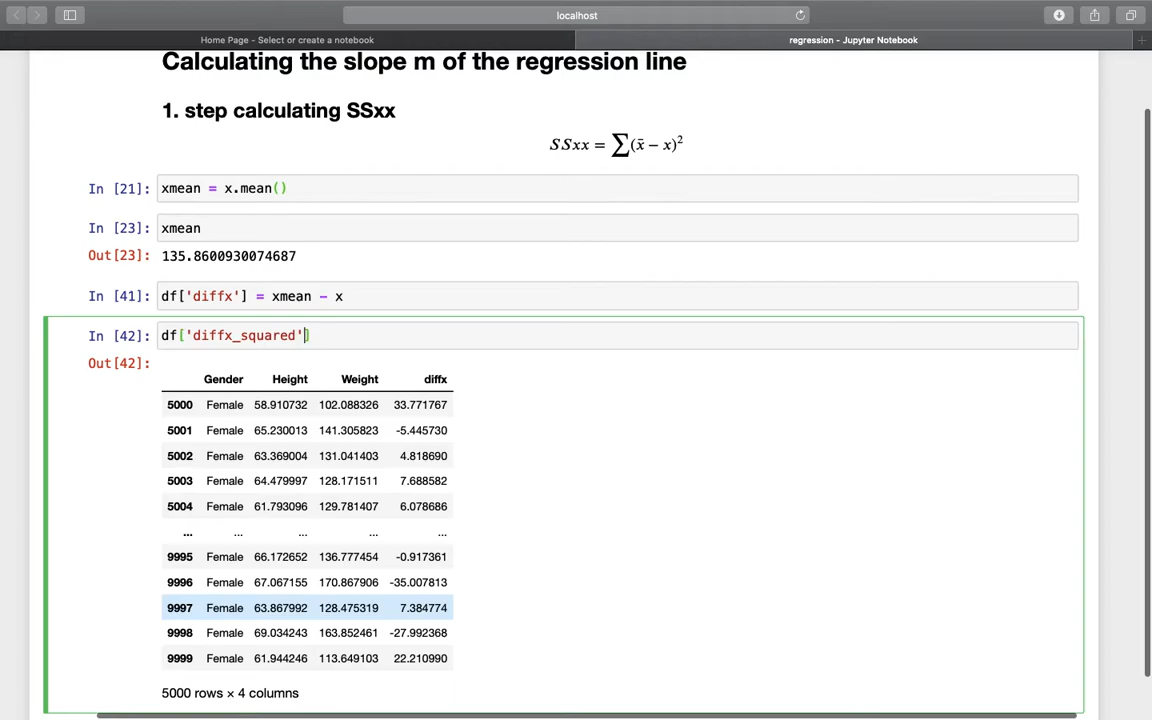 localhost
Home Page - Select or create a notebook
regression - Jupyter Notebook
Calculating the slope m of the regression line
1. step calculating SSxx
SSxx = ∑(x̄ − x)²
In [21]: xmean = x.mean()
In [23]: xmean
Out[23]: 135.8600930074687
In [41]: df['diffx'] = xmean - x
In [42]: df['diffx_squared']
Out[42]:
Gender Height Weight diffx
5000 Female 58.910732 102.088326 33.771767
5001 Female 65.230013 141.305823 -5.445730
5002 Female 63.369004 131.041403 4.818690
5003 Female 64.479997 128.171511 7.688582
5004 Female 61.793096 129.781407 6.078686
... ... ... ... ...
9995 Female 66.172652 136.777454 -0.917361
9996 Female 67.067155 170.867906 -35.007813
9997 Female 63.867992 128.475319 7.384774
9998 Female 69.034243 163.852461 -27.992368
9999 Female 61.944246 113.649103 22.210990
5000 rows × 4 columns